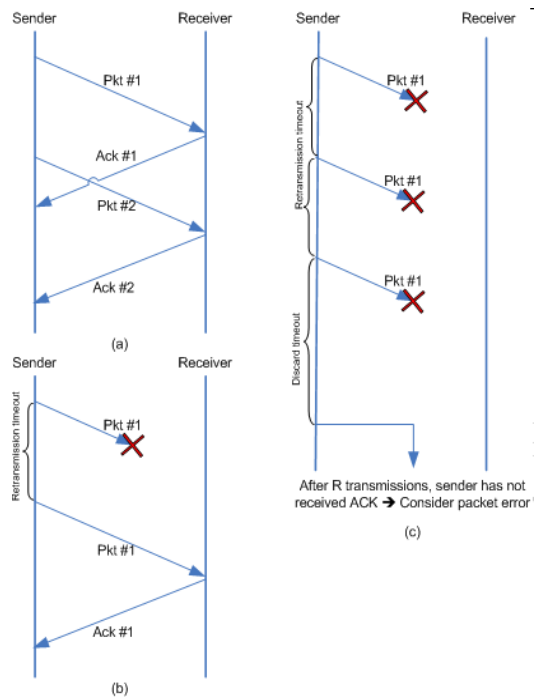 Sender
Receiver
Pkt #1
Ack #1
Pkt #2
Ack #2
(a)
Sender
Receiver
Retransmission timeout
Pkt #1
Pkt #1
Ack #1
(b)
Sender
Receiver
Retransmission timeout
Pkt #1
Pkt #1
Discard timeout
Pkt #1
After R transmissions, sender has not
received ACK ➔ Consider packet error
(c)